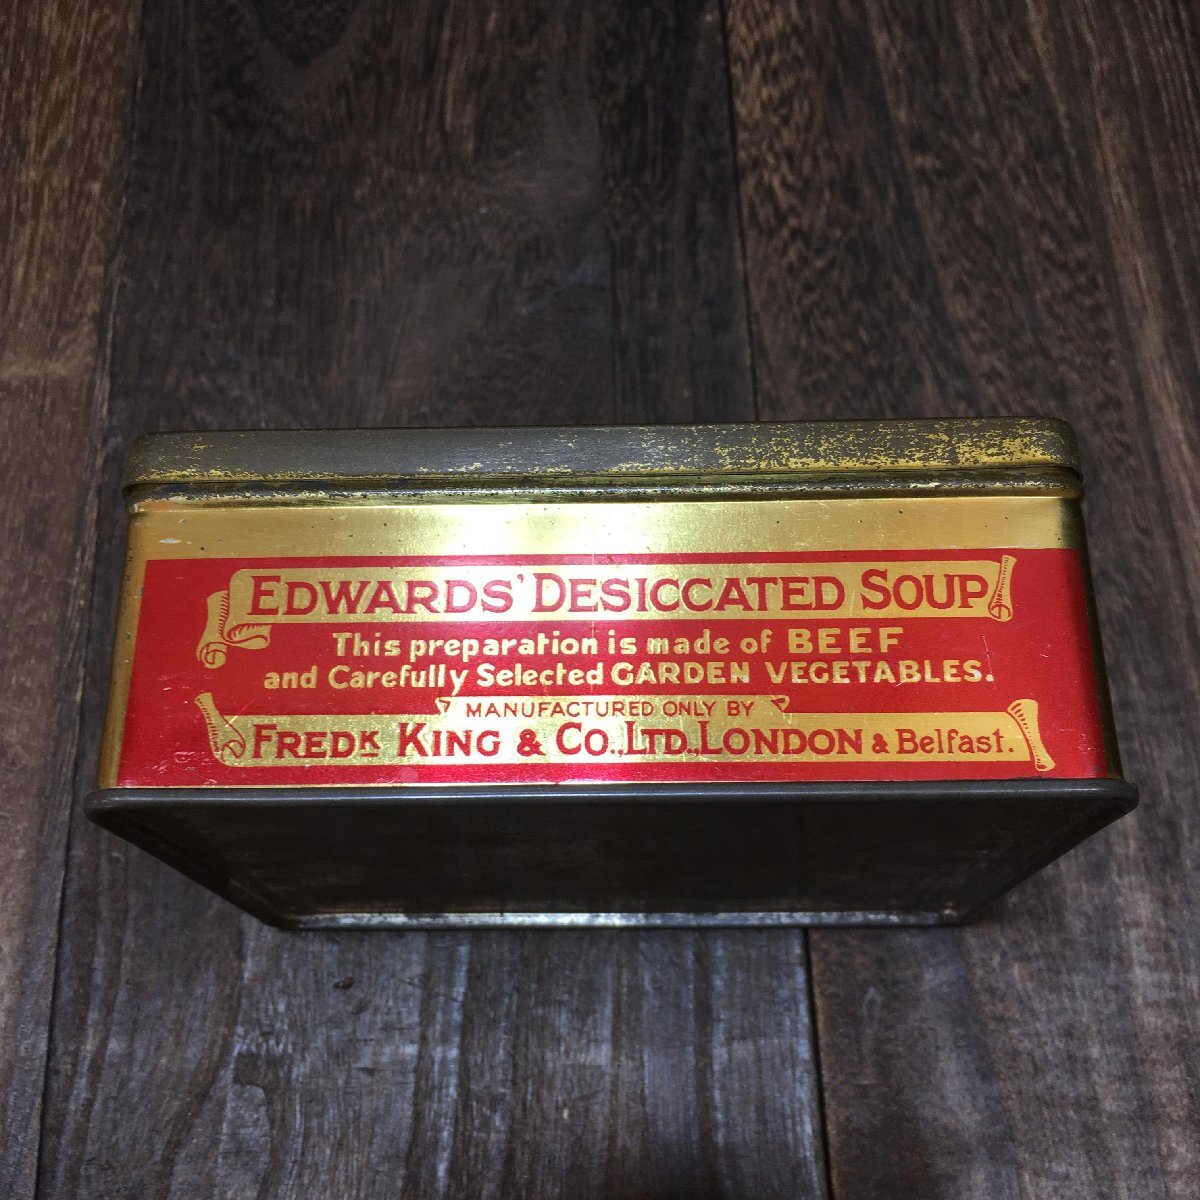 EDWARDS' DESICCATED SOUP
This preparation is made of BEEF
and Carefully Selected GARDEN VEGETABLES.
MANUFACTURED ONLY BY
FREDK KING & CO., LTD., LONDON & Belfast.